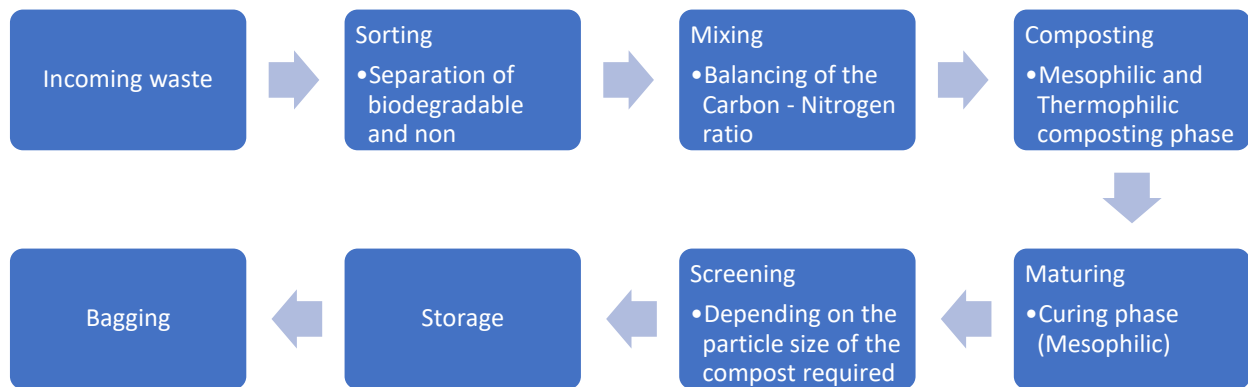 Incoming waste
Sorting
•Separation of
biodegradable
and non
Mixing
•Balancing of the
Carbon - Nitrogen
ratio
Composting
•Mesophilic and
Thermophilic
composting phase
Maturing
•Curing phase
(Mesophilic)
Screening
•Depending on the
particle size of the
compost required
Storage
Bagging